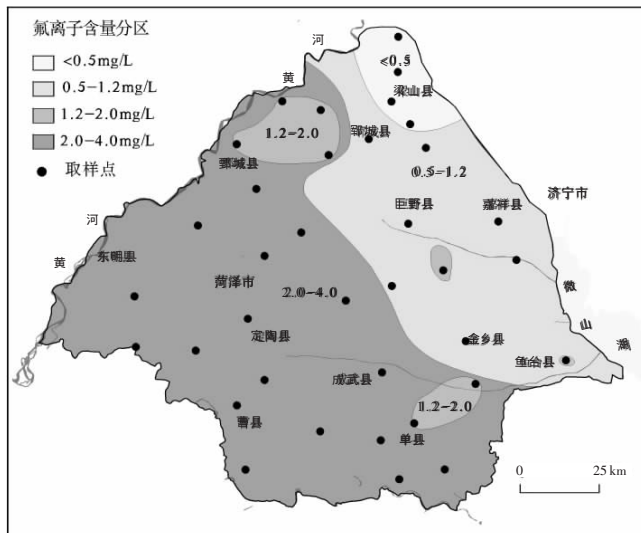 氟离子含量分区
<0.5mg/L
0.5-1.2mg/L
1.2-2.0mg/L
2.0-4.0mg/L
取样点
河
黄
<0.5
梁山县
1.2-2.0
郓城县
鄄城县
0.5-1.2
济宁市
巨野县
嘉祥县
河
黄
东明县
菏泽市
2.0-4.0
微
山
湖
定陶县
金乡县
鱼台县
成武县
1.2-2.0
曹县
单县
0
25 km